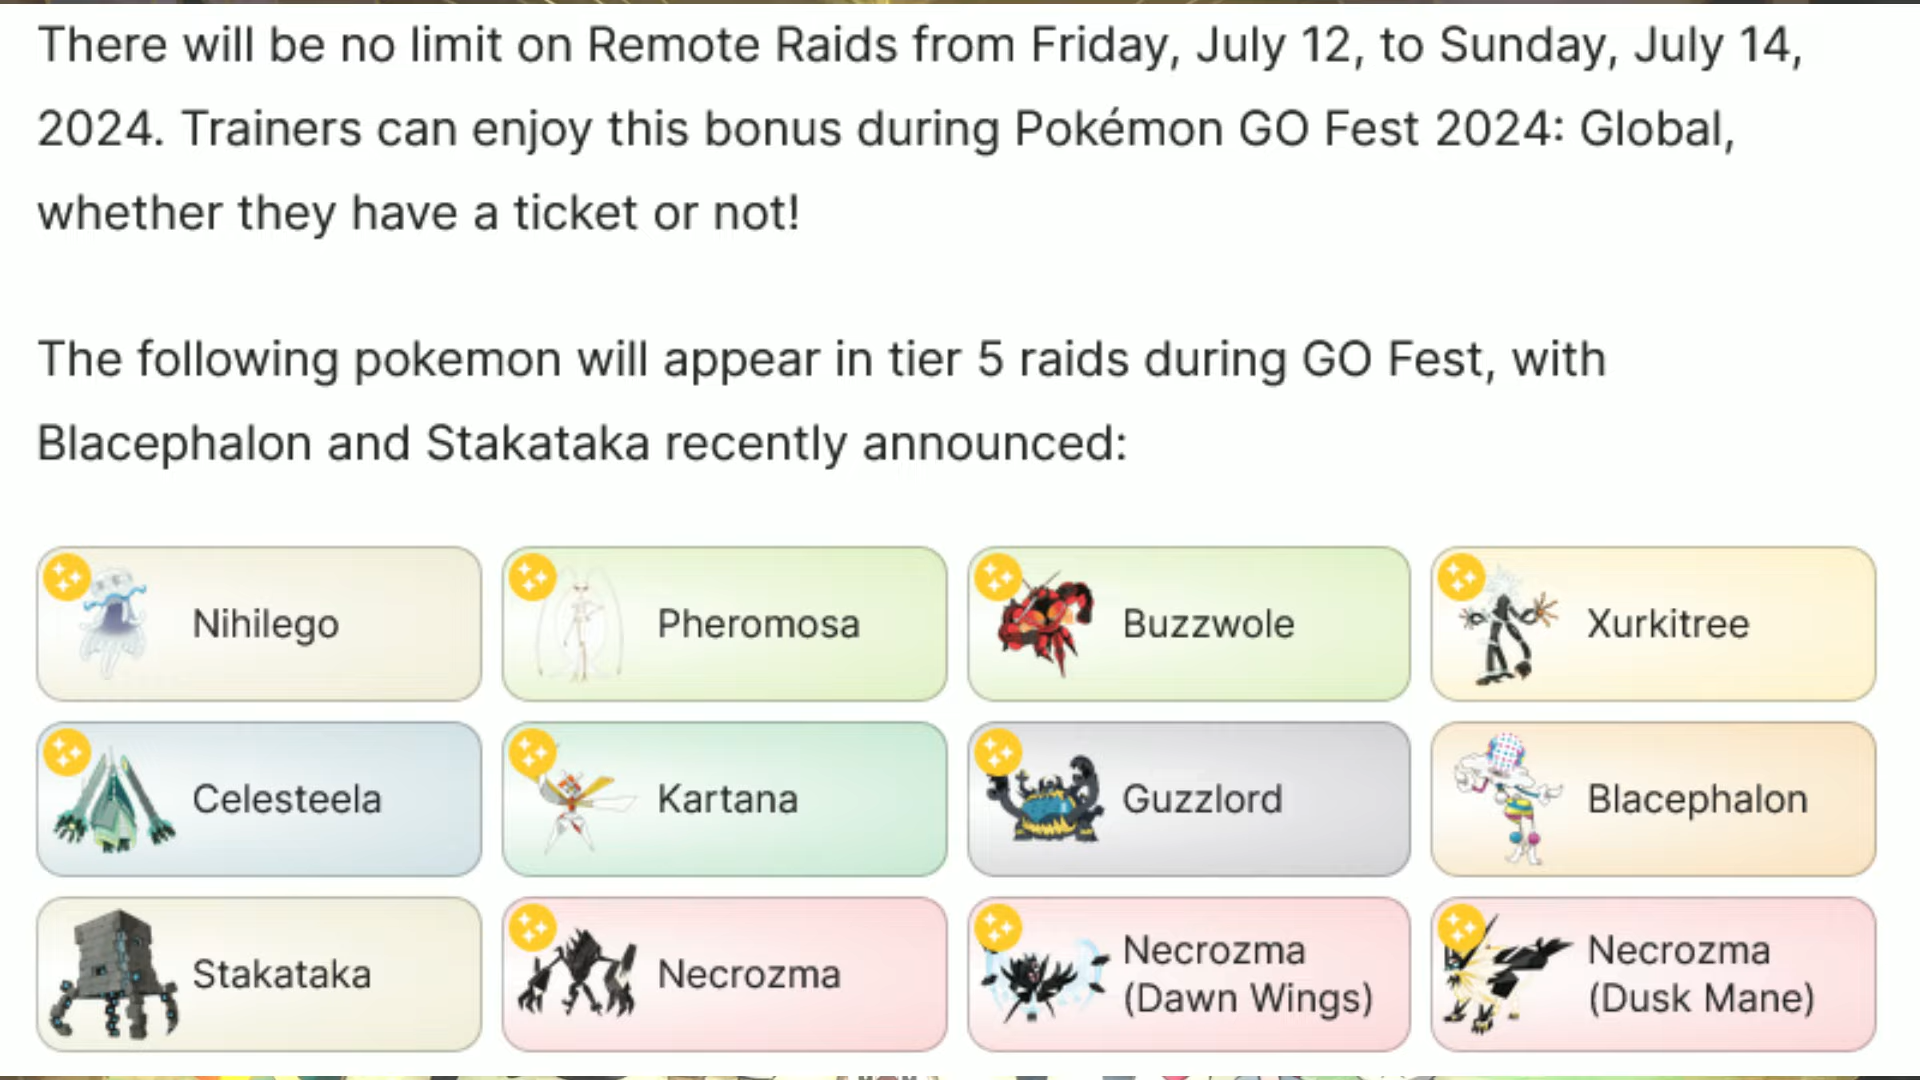 There will be no limit on Remote Raids from Friday, July 12, to Sunday, July 14,
2024. Trainers can enjoy this bonus during Pokémon GO Fest 2024: Global,
whether they have a ticket or not!
The following pokemon will appear in tier 5 raids during GO Fest, with
Blacephalon and Stakataka recently announced:
Nihilego
Pheromosa
Buzzwole
Xurkitree
Celesteela
Kartana
Guzzlord
Blacephalon
Stakataka
Necrozma
Necrozma
(Dawn Wings)
Necrozma
(Dusk Mane)